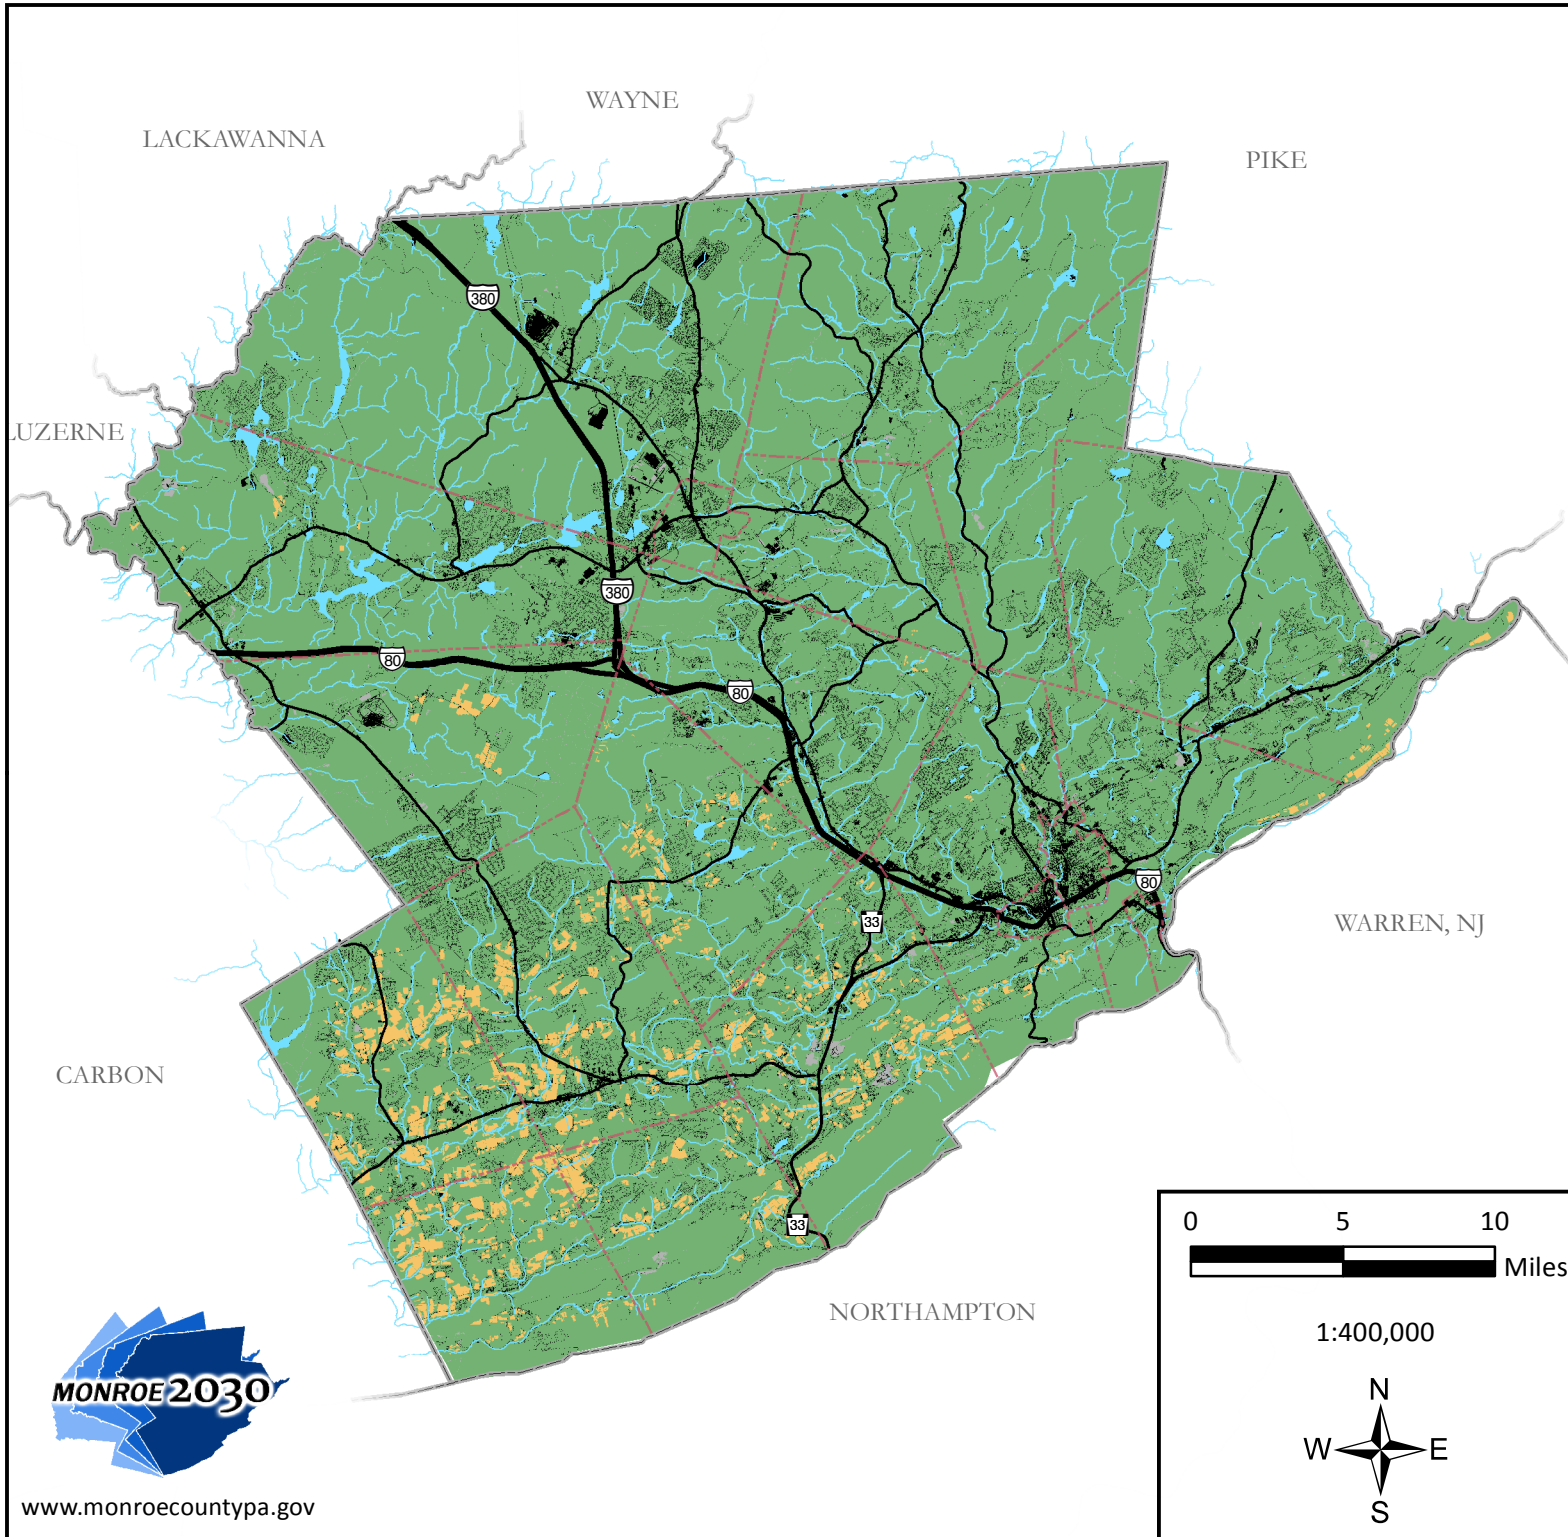 WAYNE
LACKAWANNA
PIKE
380
LUZERNE
380
80
80
80
33
WARREN, NJ
CARBON
33
0 5 10
Miles
NORTHAMPTON
1:400,000
MONROE 2030
N
W E
S
www.monroecountypa.gov